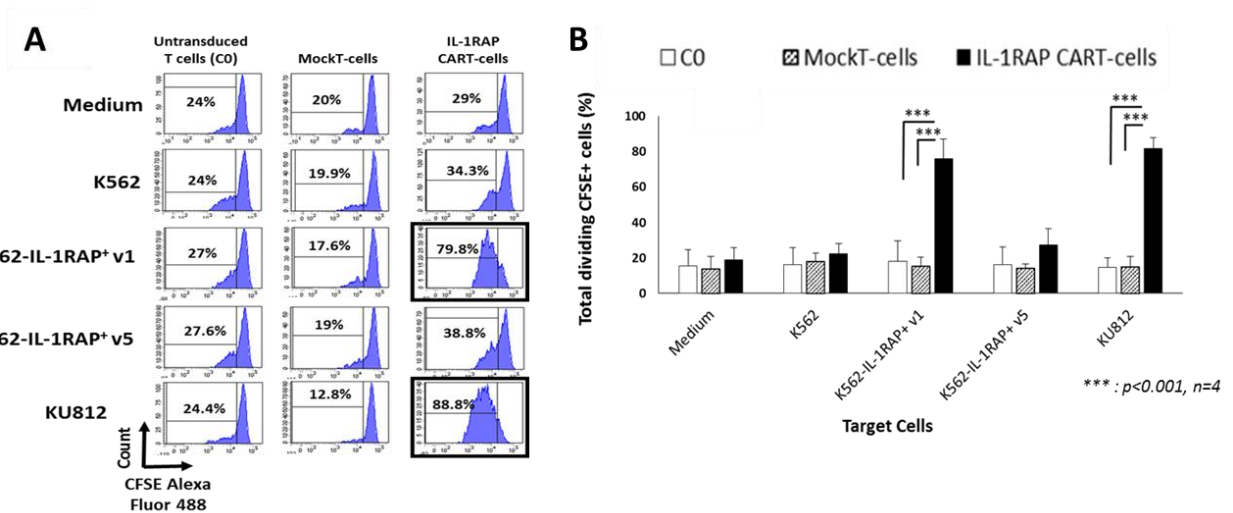 A
Untransduced
T cells (C0)
MockT-cells
IL-1RAP
CART-cells
Medium
24%
20%
29%
K562
24%
19.9%
34.3%
62-IL-1RAP⁺ v1
27%
17.6%
79.8%
62-IL-1RAP⁺ v5
27.6%
19%
38.8%
KU812
24.4%
12.8%
88.8%
Count
CFSE Alexa
Fluor 488
B
C0
MockT-cells
IL-1RAP CART-cells
Total dividing CFSE+ cells (%)
100
80
60
40
20
0
***
***
***
***
Medium
K562
K562-IL-1RAP+ v1
K562-IL-1RAP+ v5
KU812
*** : p<0.001, n=4
Target Cells